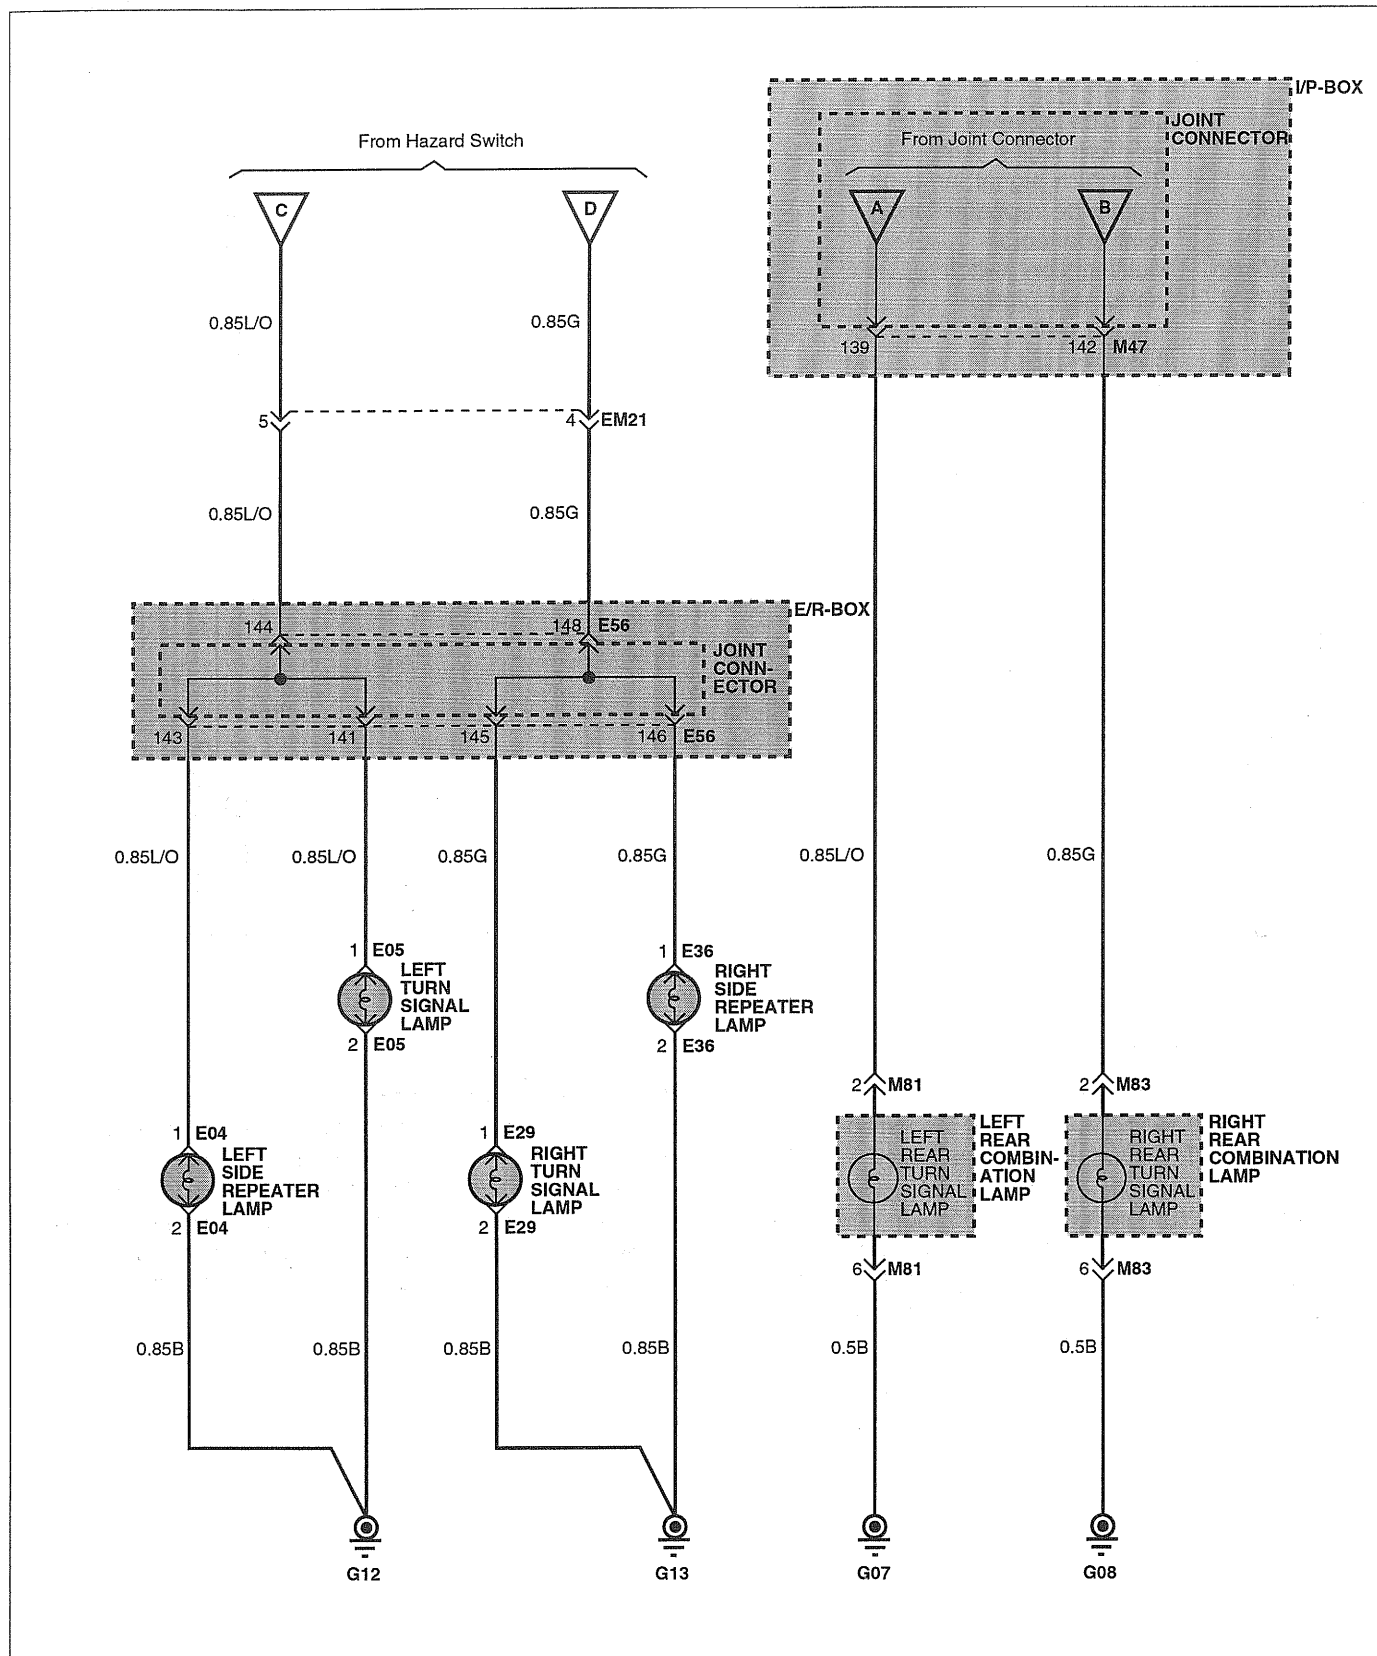 I/P-BOX
JOINT
CONNECTOR
From Hazard Switch
From Joint Connector
C
D
A
B
0.85L/O
0.85G
139
142
M47
5
4
EM21
0.85L/O
0.85G
E/R-BOX
144
148
E56
JOINT
CONN-
ECTOR
143
141
145
146
E56
0.85L/O
0.85L/O
0.85G
0.85G
0.85L/O
0.85G
1
E05
LEFT
TURN
SIGNAL
LAMP
2
E05
1
E36
RIGHT
SIDE
REPEATER
LAMP
2
E36
2
M81
2
M83
1
E04
LEFT
SIDE
REPEATER
LAMP
2
E04
1
E29
RIGHT
TURN
SIGNAL
LAMP
2
E29
LEFT
REAR
TURN
SIGNAL
LAMP
LEFT
REAR
COMBIN-
ATION
LAMP
RIGHT
REAR
TURN
SIGNAL
LAMP
RIGHT
REAR
COMBINATION
LAMP
6
M81
6
M83
0.85B
0.85B
0.85B
0.85B
0.5B
0.5B
G12
G13
G07
G08